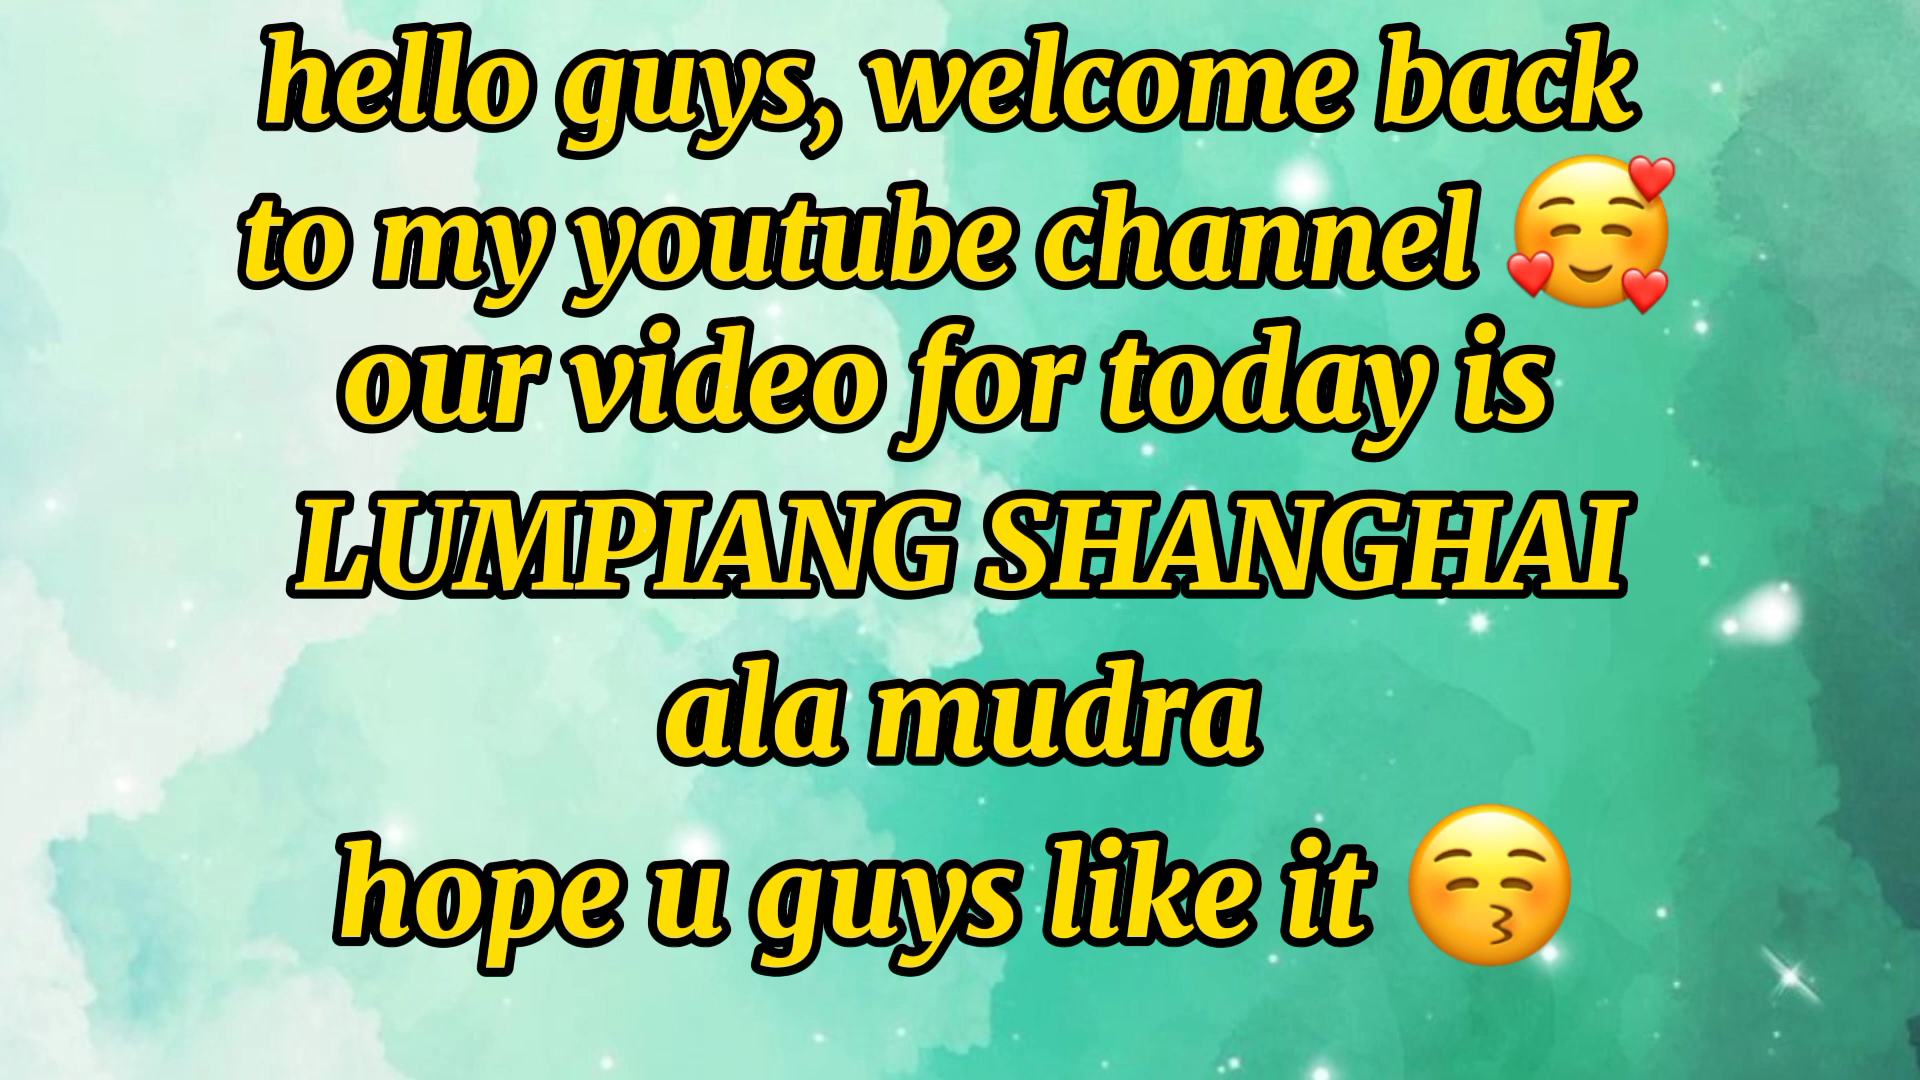 hello guys, welcome back
to my youtube channel 🥰
our video for today is
LUMPIANG SHANGHAI
ala mudra
hope u guys like it 😚